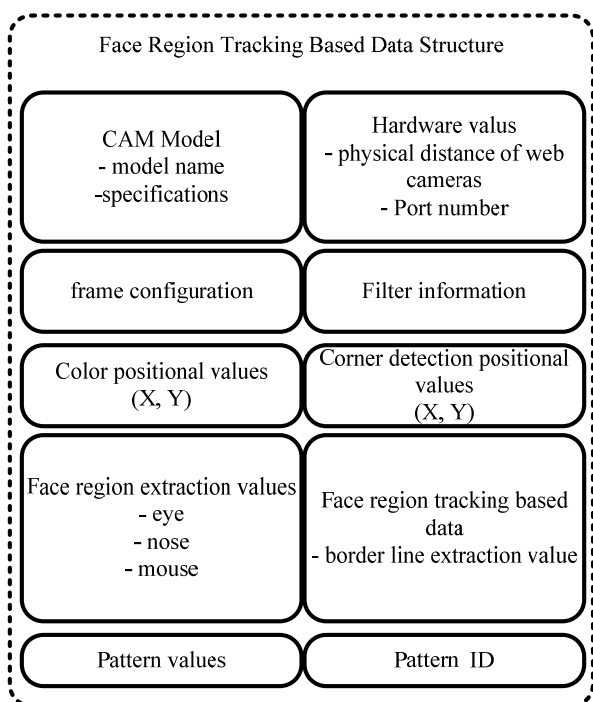 Face Region Tracking Based Data Structure
CAM Model
- model name
-specifications
Hardware valus
- physical distance of web
cameras
- Port number
frame configuration
Filter information
Color positional values
(X, Y)
Corner detection positional
values
(X, Y)
Face region extraction values
- eye
- nose
- mouse
Face region tracking based
data
- border line extraction value
Pattern values
Pattern ID